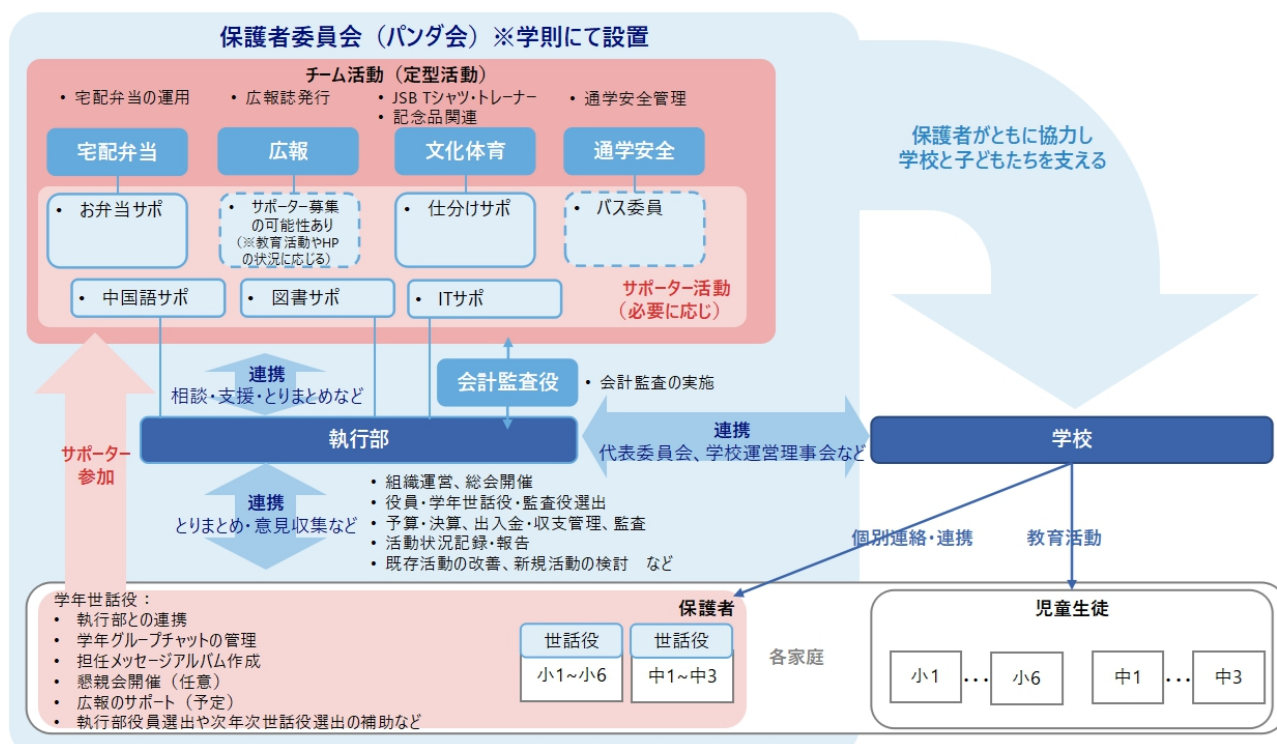 保護者委員会（パンダ会）※学則にて設置
チーム活動（定型活動）
• 宅配弁当の運用
• 広報誌発行
• JSB Tシャツ・トレーナー
• 記念品関連
• 通学安全管理
宅配弁当
広報
文化体育
通学安全
• お弁当サポ
• サポーター募集
の可能性あり
（※教育活動やHP
の状況に応じる）
• 仕分けサポ
• バス委員
• 中国語サポ
• 図書サポ
• ITサポ
サポーター活動
（必要に応じ）
保護者がともに協力し
学校と子どもたちを支える
連携
相談・支援・とりまとめなど
会計監査役
• 会計監査の実施
サポーター
参加
執行部
連携
代表委員会、学校運営理事会など
学校
連携
とりまとめ・意見収集など
• 組織運営、総会開催
• 役員・学年世話役・監査役選出
• 予算・決算、出入金・収支管理、監査
• 活動状況記録・報告
• 既存活動の改善、新規活動の検討　など
個別連絡・連携
教育活動
学年世話役：
• 執行部との連携
• 学年グループチャットの管理
• 担任メッセージアルバム作成
• 懇親会開催（任意）
• 広報のサポート（予定）
• 執行部役員選出や次年次世話役選出の補助など
保護者
世話役
小1~小6
世話役
中1~中3
各家庭
児童生徒
小1
…
小6
中1
…
中3